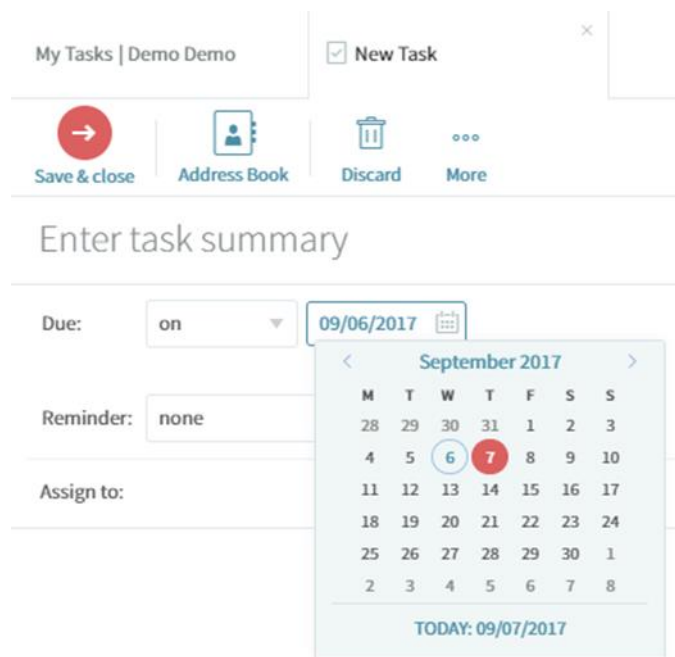 My Tasks | Demo Demo
New Task
Save & close
Address Book
Discard
More
Enter task summary
Due:
on
09/06/2017
September 2017
M T W T F S S
28 29 30 31 1 2 3
4 5 6 7 8 9 10
11 12 13 14 15 16 17
18 19 20 21 22 23 24
25 26 27 28 29 30 1
2 3 4 5 6 7 8
TODAY: 09/07/2017
Reminder:
none
Assign to: